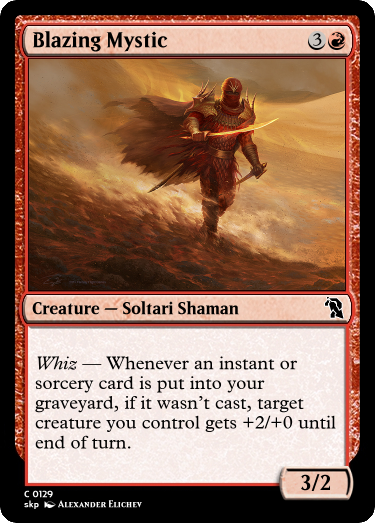 Blazing Mystic 3
Creature — Soltari Shaman
Whiz — Whenever an instant or
sorcery card is put into your
graveyard, if it wasn't cast, target
creature you control gets +2/+0 until
end of turn.
3/2
C 0129
skp ALEXANDER ELICHEV